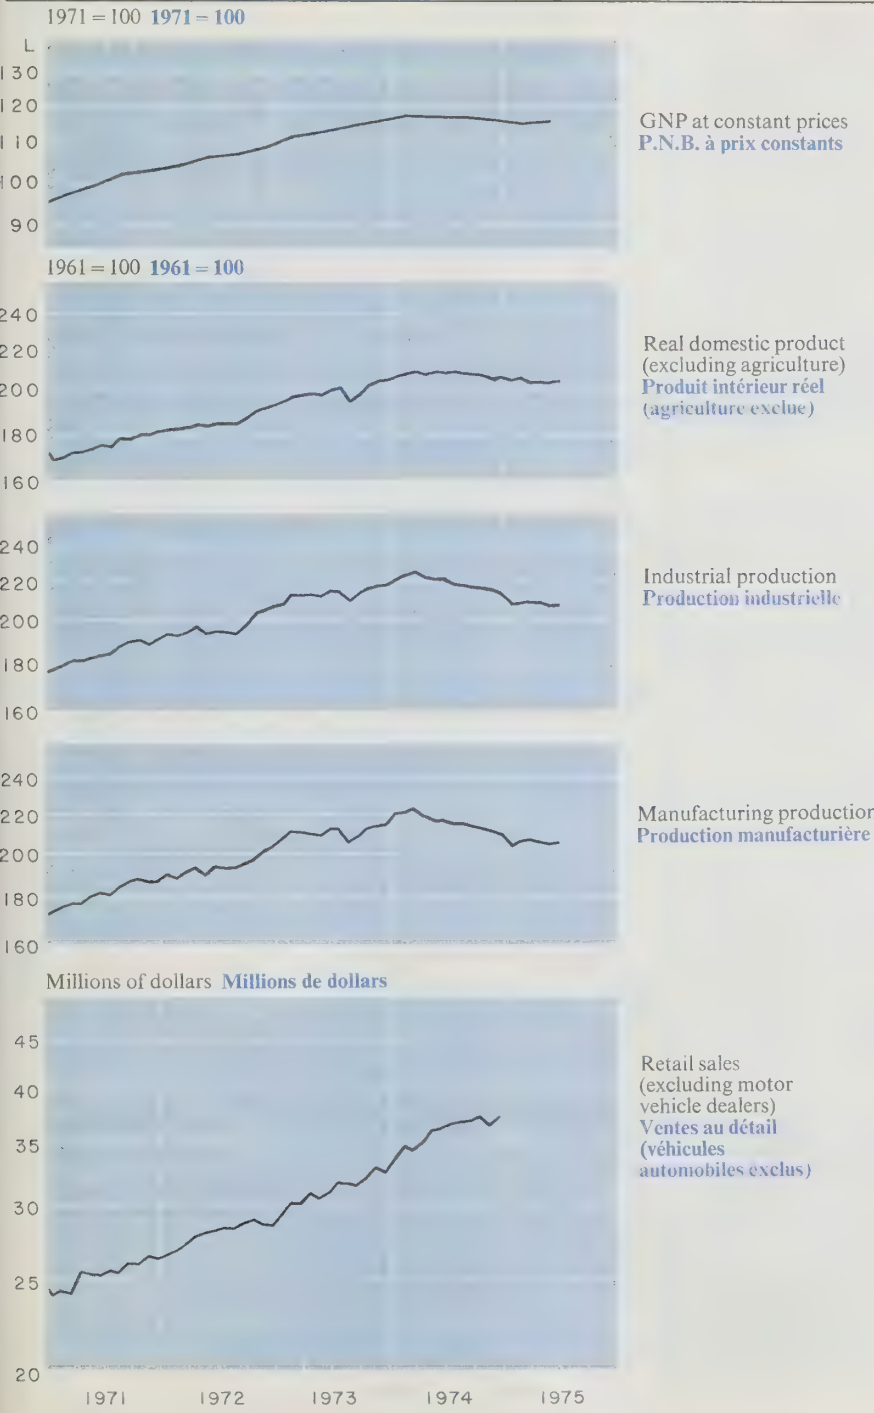 1971 = 100 1971 = 100
L
130
120
110
100
90
GNP at constant prices
P.N.B. à prix constants
1961 = 100 1961 = 100
240
220
200
180
160
Real domestic product
(excluding agriculture)
Produit intérieur réel
(agriculture exclue)
240
220
200
180
160
Industrial production
Production industrielle
240
220
200
180
160
Manufacturing production
Production manufacturière
Millions of dollars Millions de dollars
45
40
35
30
25
20
Retail sales
(excluding motor
vehicle dealers)
Ventes au détail
(véhicules
automobiles exclus)
1971 1972 1973 1974 1975